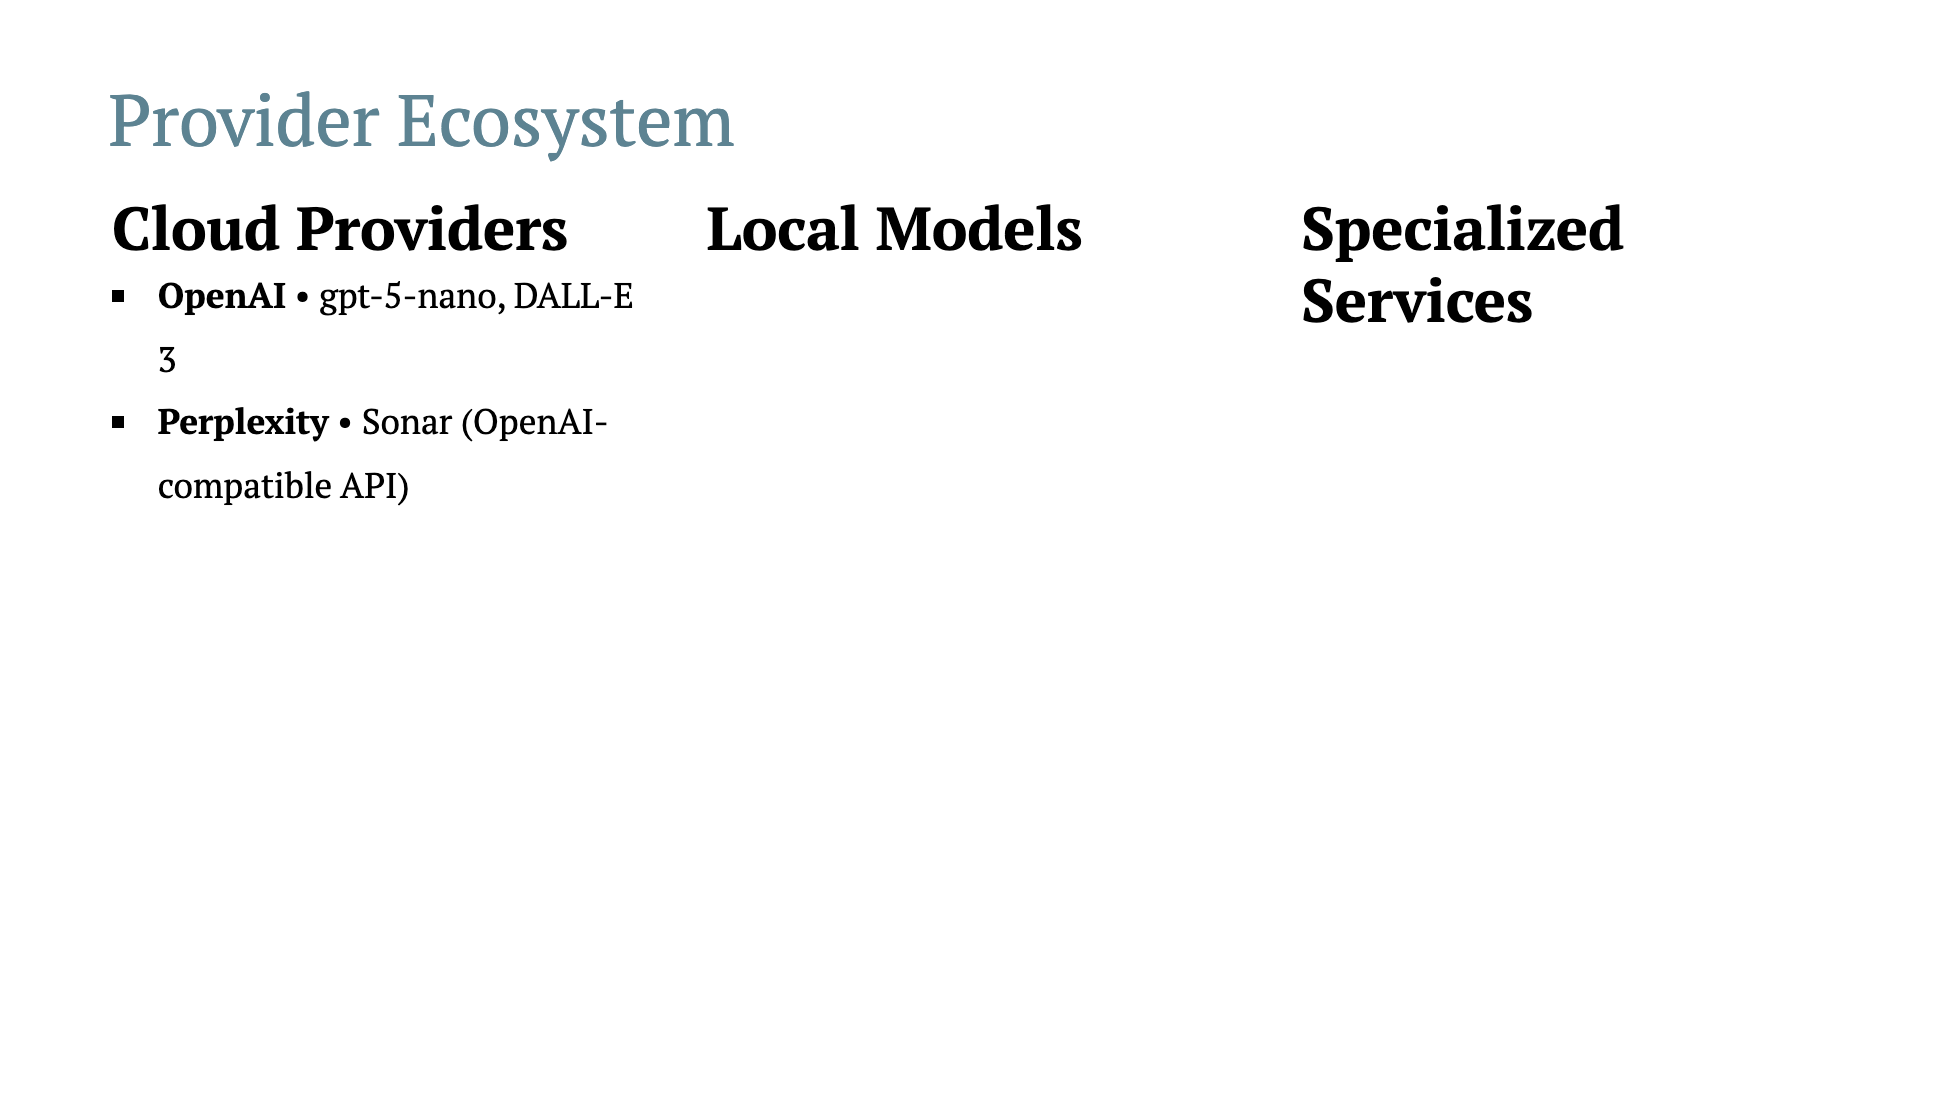 Provider Ecosystem
Cloud Providers
▪ OpenAI • gpt-5-nano, DALL-E
3
▪ Perplexity • Sonar (OpenAI-
compatible API)
Local Models
Specialized
Services